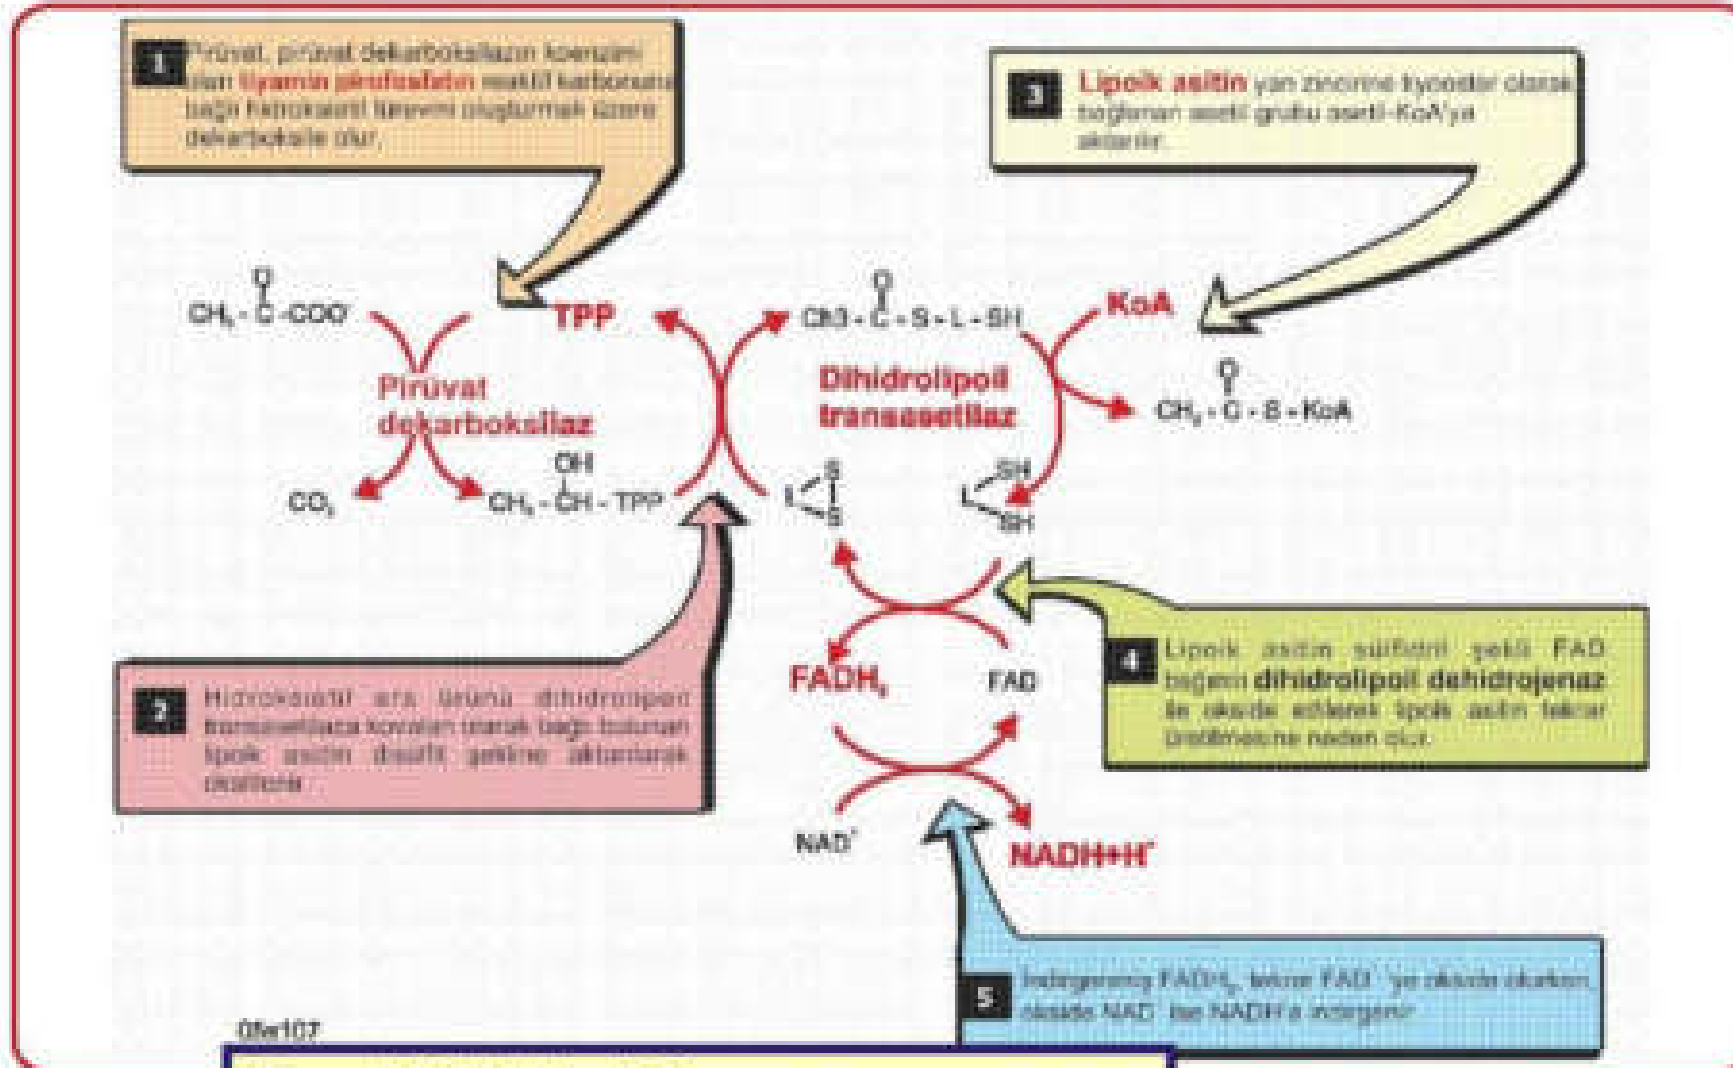 1
Pirüvat, pirüvat dekarboksilazın koenzimi
olan tiyamin pirofosfatın reaktif karbonuna
bağlı hidroksietil türevini oluşturmak üzere
dekarboksile olur.
3
Lipoik asitin yan zincirine tiyoester olarak
bağlanan asetil grubu asetil-KoA'ya
aktarılır.
O
CH₃ - C -COO⁻
TPP
O
Ch3 - C - S - L - SH
KoA
Pirüvat
dekarboksilaz
Dihidrolipoil
transasetilaz
O
CH₃ - C - S - KoA
CO₂
OH
CH₃ - CH - TPP
S
L
S
SH
L
SH
2
Hidroksietil ara ürünü dihidrolipoil
transasetilaza kovalan olarak bağlı bulunan
lipoik asitin disülfit şekline aktarılarak
FADH₂
FAD
4
Lipoik asitin sülfidril şekli FAD
bağımlı dihidrolipoil dehidrojenaz
ile okside edilerek lipoik asitin tekrar
üretilmesine neden olur.
NAD⁺
NADH+H⁺
5
İndirgenmiş FADH₂, tekrar FAD 'ye okside olurken,
okside NAD ise NADH'a indirgenir